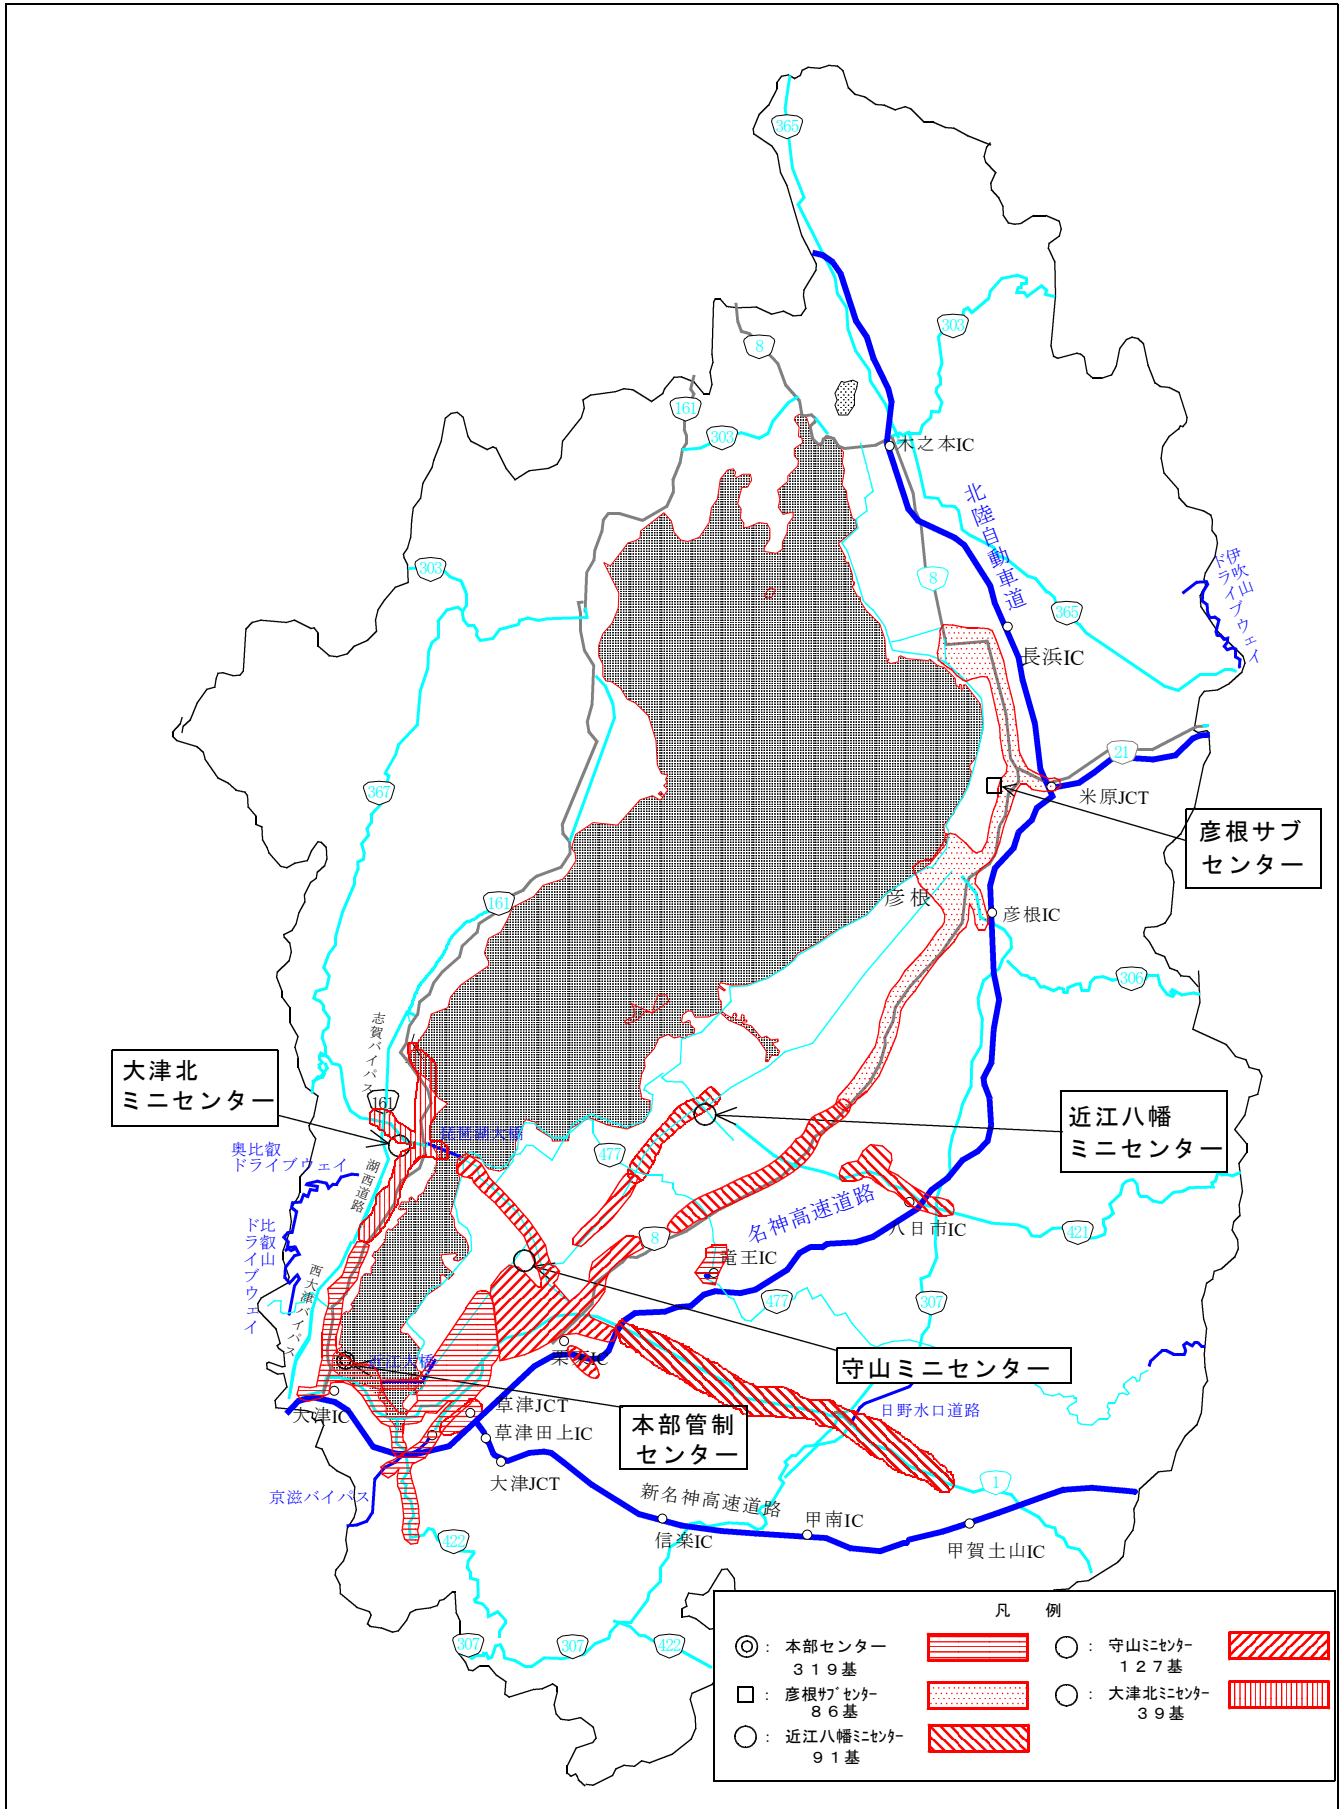 365
303
8
161
303
木之本IC
北陸自動車道
伊吹山
ドライブウェイ
303
8
365
長浜IC
21
367
米原JCT
彦根サブ
センター
彦根
161
彦根IC
306
志賀バイパス
大津北
ミニセンター
161
近江八幡
ミニセンター
琵琶湖大橋
奥比叡
ドライブウェイ
477
湖西道路
名神高速道路
八日市IC
421
比叡山
ドライブウェイ
8
竜王IC
西大津バイパス
477
307
近江大橋
栗東IC
守山ミニセンター
大津IC
草津JCT
本部管制
センター
日野水口道路
草津田上IC
大津JCT
京滋バイパス
新名神高速道路
1
信楽IC
甲南IC
甲賀土山IC
422
307
307
422
凡 例
◎ : 本部センター
319基
□ : 彦根サブセンター
86基
○ : 近江八幡ミニセンター
91基
○ : 守山ミニセンター
127基
○ : 大津北ミニセンター
39基